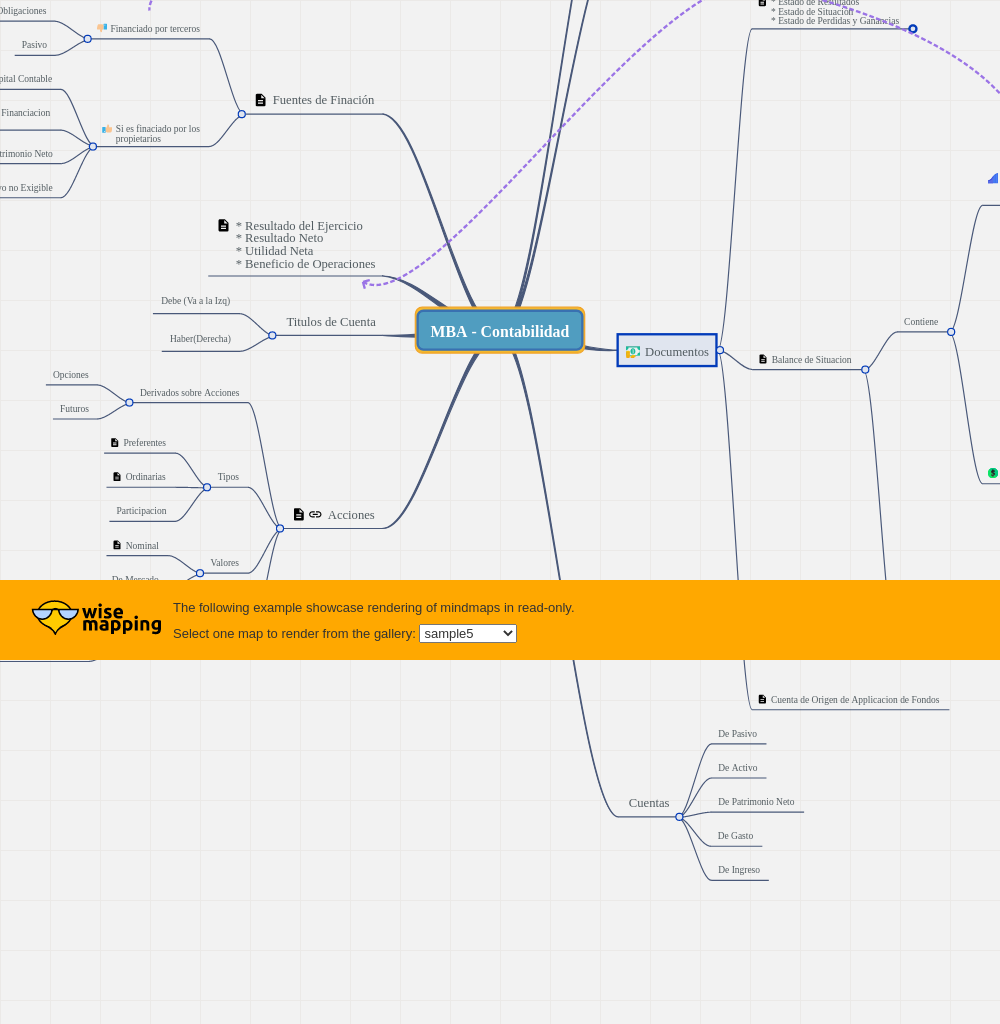 Obligaciones
Pasivo
Financiado por terceros
Contable
Financiacion
Neto
no Exigible
Si es finaciado por los
propietarios
Fuentes de Finación
* Resultado del Ejercicio
* Resultado Neto
* Utilidad Neta
* Beneficio de Operaciones
Debe (Va a la Izq)
Haber(Derecha)
Titulos de Cuenta
MBA - Contabilidad
Opciones
Futuros
Derivados sobre Acciones
Preferentes
Ordinarias
Participacion
Tipos
Nominal
De Mercado
Valores
Acciones
* Estado de Resultados
* Estado de Situacion
* Estado de Perdidas y Ganancias
Documentos
Balance de Situacion
Contiene
wise
mapping
The following example showcase rendering of mindmaps in read-only.
Select one map to render from the gallery: sample5
Cuenta de Origen de Applicacion de Fondos
Cuentas
De Pasivo
De Activo
De Patrimonio Neto
De Gasto
De Ingreso